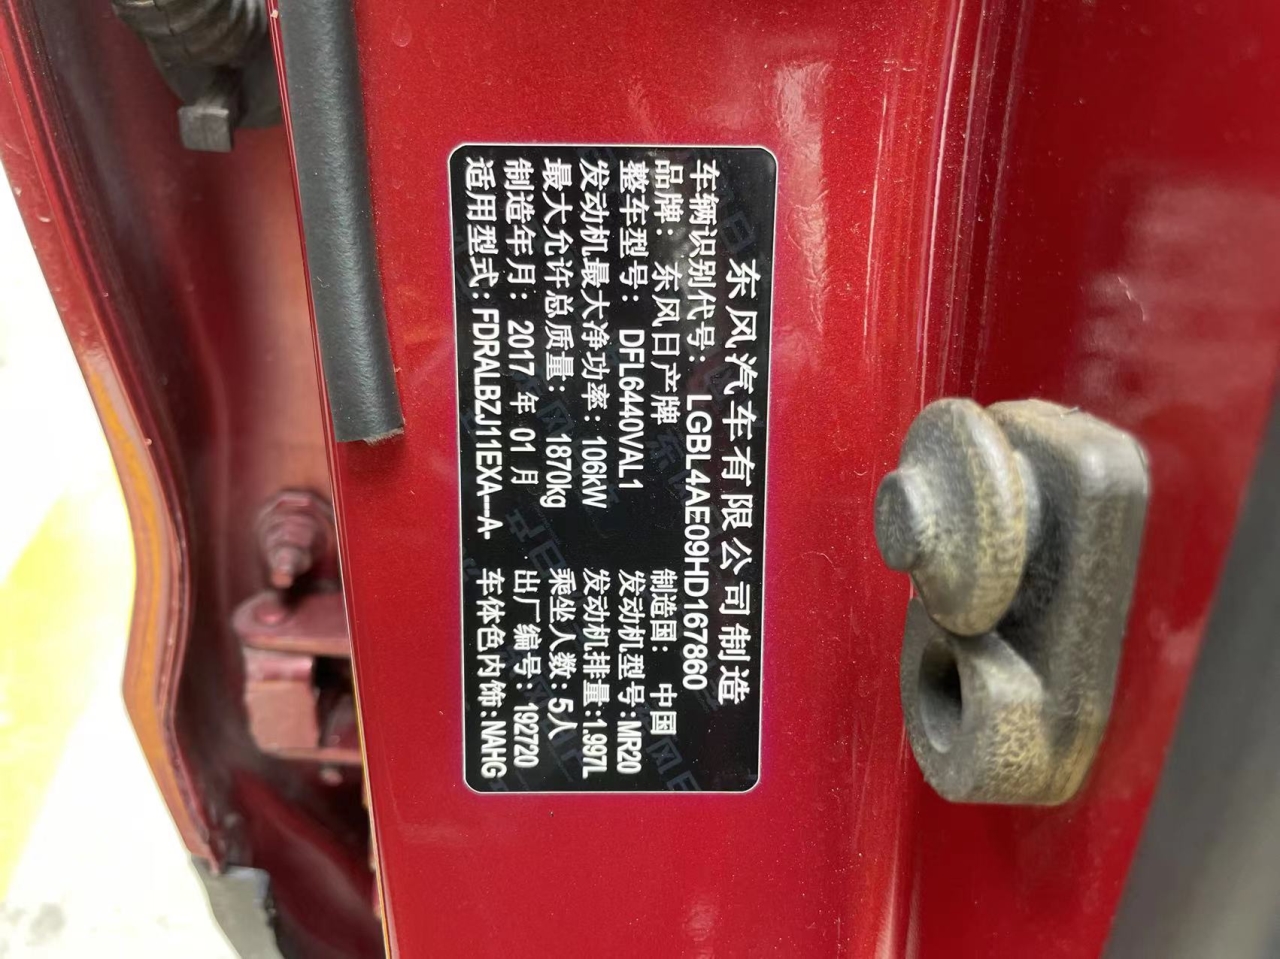 东风汽车有限公司制造
车辆识别代号: LGBL4AE09HD167860
品牌: 东风日产牌 制造国: 中国
整车型号: DFL6440VAL1 发动机型号:MR20
发动机最大净功率: 106kW 发动机排量:1.997L
最大允许总质量: 1870kg 乘坐人数:5人
制造年月: 2017 年 01 月 出厂编号: 192720
适用型式:FDRALBZJ11EXA--A- 车体色内饰:NAHG